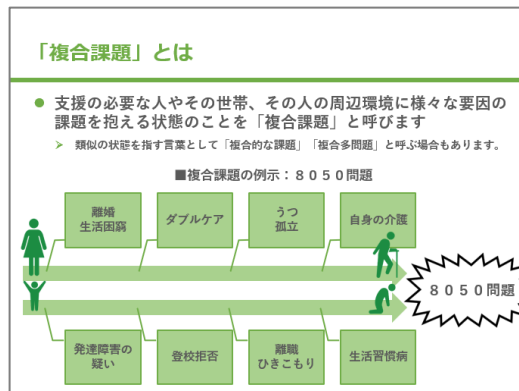 「複合課題」とは
● 支援の必要な人やその世帯、その人の周辺環境に様々な要因の
課題を抱える状態のことを「複合課題」と呼びます
➢ 類似の状態を指す言葉として「複合的な課題」「複合多問題」と呼ぶ場合もあります。
■複合課題の例示：８０５０問題
離婚
生活困窮
ダブルケア
うつ
孤立
自身の介護
８０５０問題
発達障害の
疑い
登校拒否
離職
ひきこもり
生活習慣病